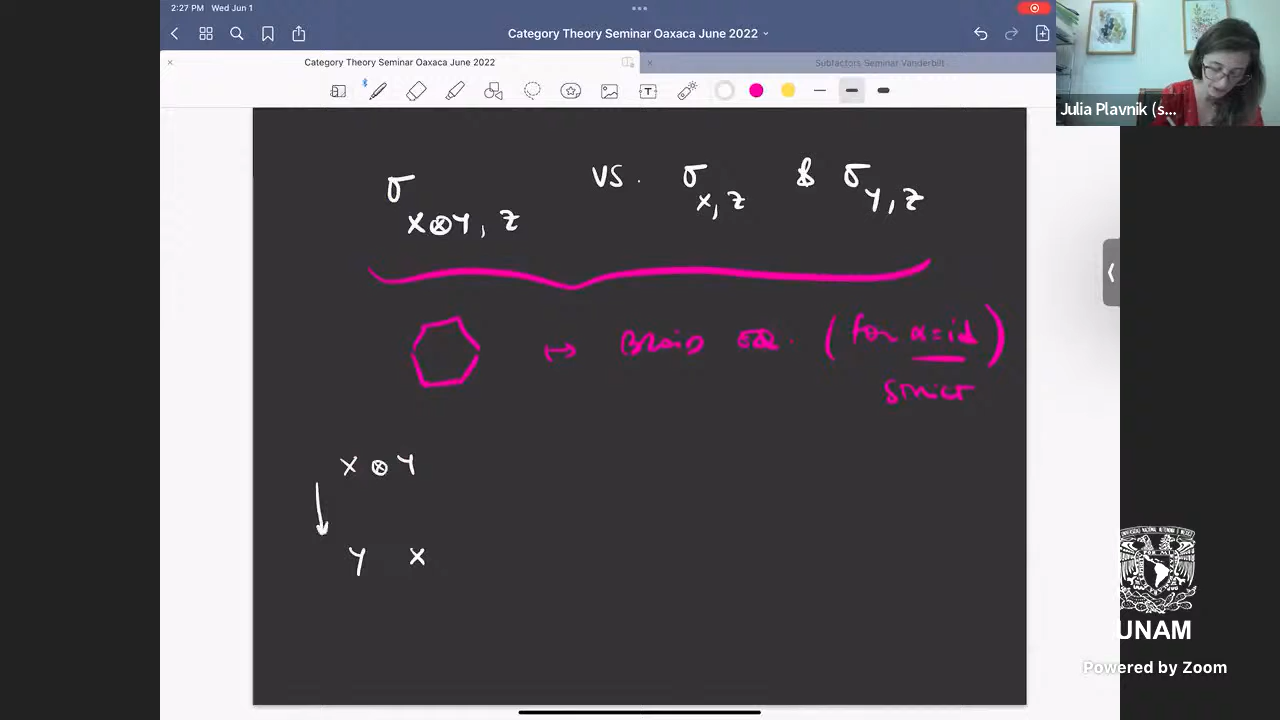 2:27 PM Wed Jun 1
Category Theory Seminar Oaxaca June 2022
Category Theory Seminar Oaxaca June 2022
Subfactors Seminar Vanderbilt
Julia Plavnik (s...
σ X⊗Y, Z vs. σ X, Z & σ Y, Z
↦ Braid eq. (for α = id)
strict
X ⊗ Y
↓
Y X
UNAM
Powered by Zoom